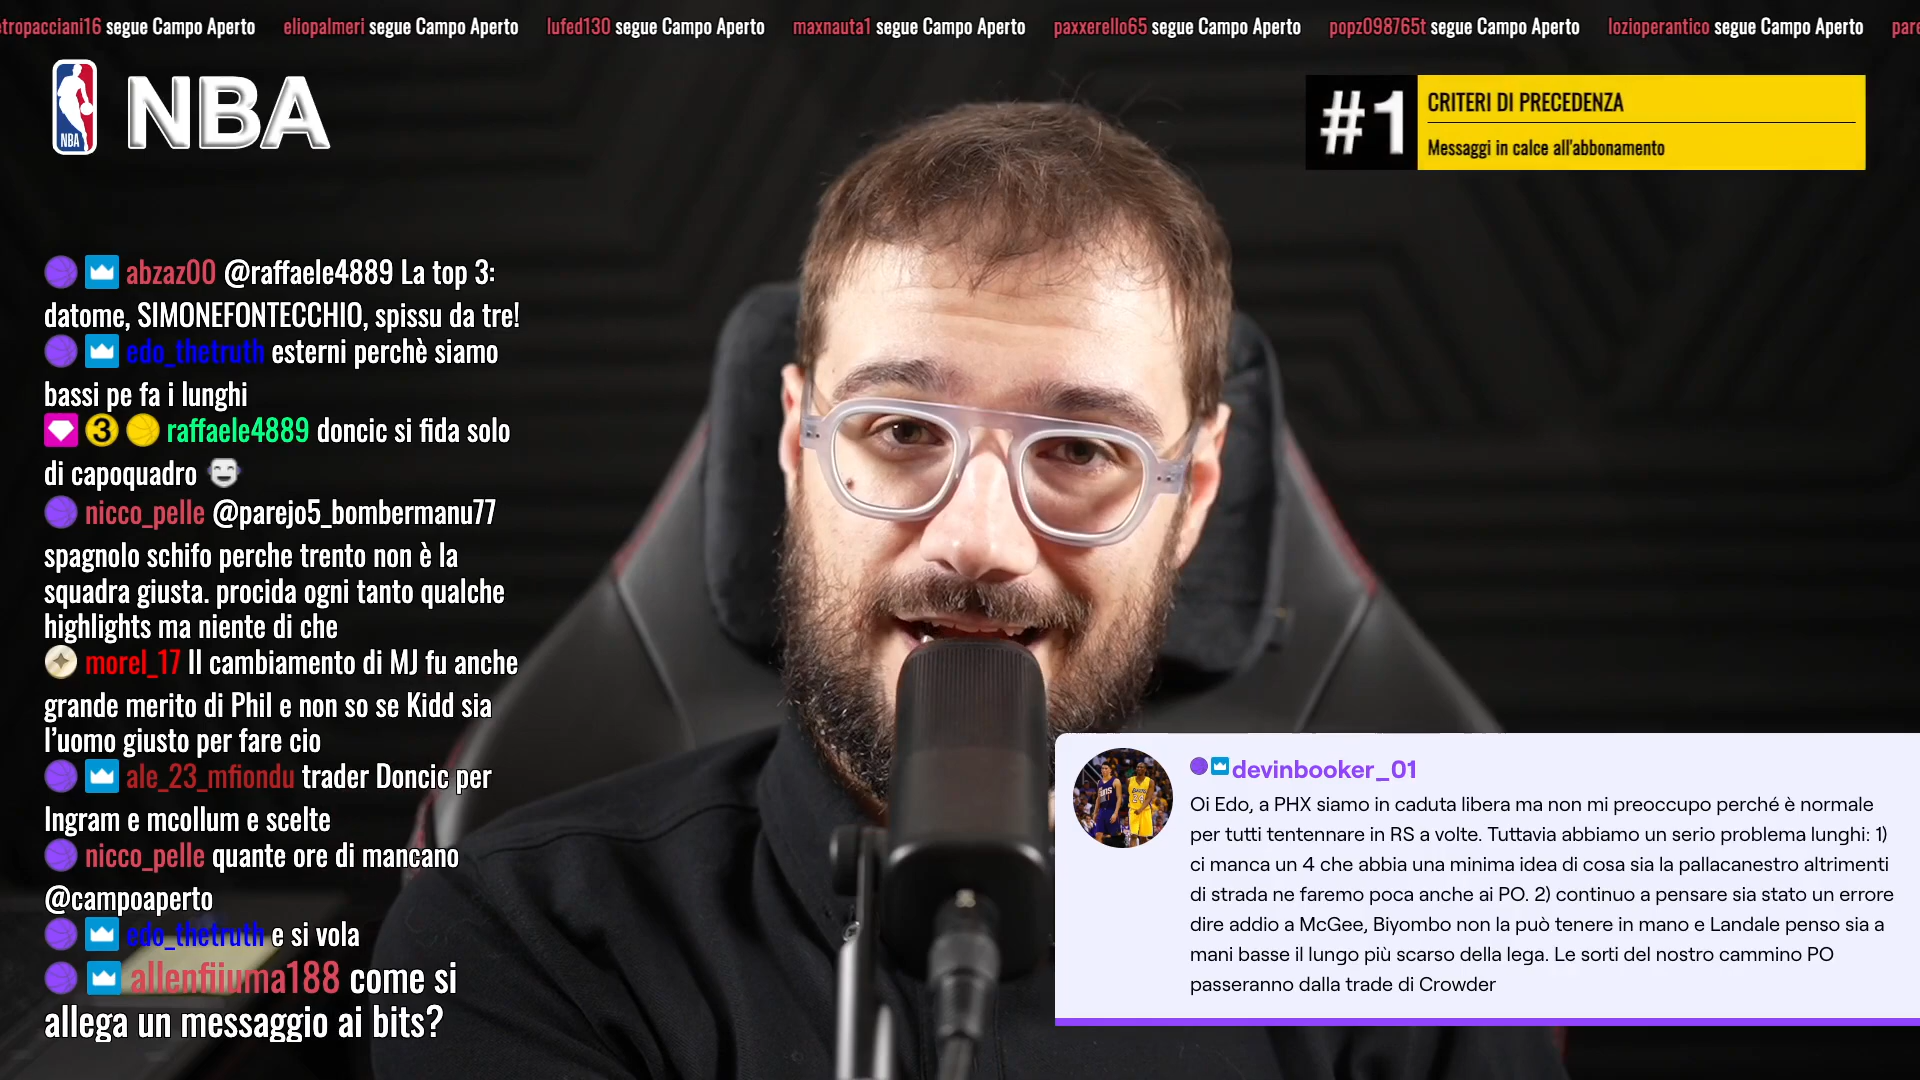 tropacciani16 segue Campo Aperto eliopalmeri segue Campo Aperto lufed130 segue Campo Aperto maxnauta1 segue Campo Aperto paxxerello65 segue Campo Aperto popz098765t segue Campo Aperto lozioperantico segue Campo Aperto pare
NBA NBA
#1 CRITERI DI PRECEDENZA
Messaggi in calce all'abbonamento
abzaz00 @raffaele4889 La top 3:
datome, SIMONEFONTECCHIO, spissu da tre!
edo_thetruth esterni perchè siamo
bassi pe fa i lunghi
3 raffaele4889 doncic si fida solo
di capoquadro
nicco_pelle @parejo5_bombermanu77
spagnolo schifo perche trento non è la
squadra giusta. procida ogni tanto qualche
highlights ma niente di che
morel_17 Il cambiamento di MJ fu anche
grande merito di Phil e non so se Kidd sia
l'uomo giusto per fare cio
ale_23_mfiondu trader Doncic per
Ingram e mcollum e scelte
nicco_pelle quante ore di mancano
@campoaperto
edo_thetruth e si vola
allenfiiuma188 come si
allega un messaggio ai bits?
devinbooker_01
Oi Edo, a PHX siamo in caduta libera ma non mi preoccupo perché è normale
per tutti tentennare in RS a volte. Tuttavia abbiamo un serio problema lunghi: 1)
ci manca un 4 che abbia una minima idea di cosa sia la pallacanestro altrimenti
di strada ne faremo poca anche ai PO. 2) continuo a pensare sia stato un errore
dire addio a McGee, Biyombo non la può tenere in mano e Landale penso sia a
mani basse il lungo più scarso della lega. Le sorti del nostro cammino PO
passeranno dalla trade di Crowder